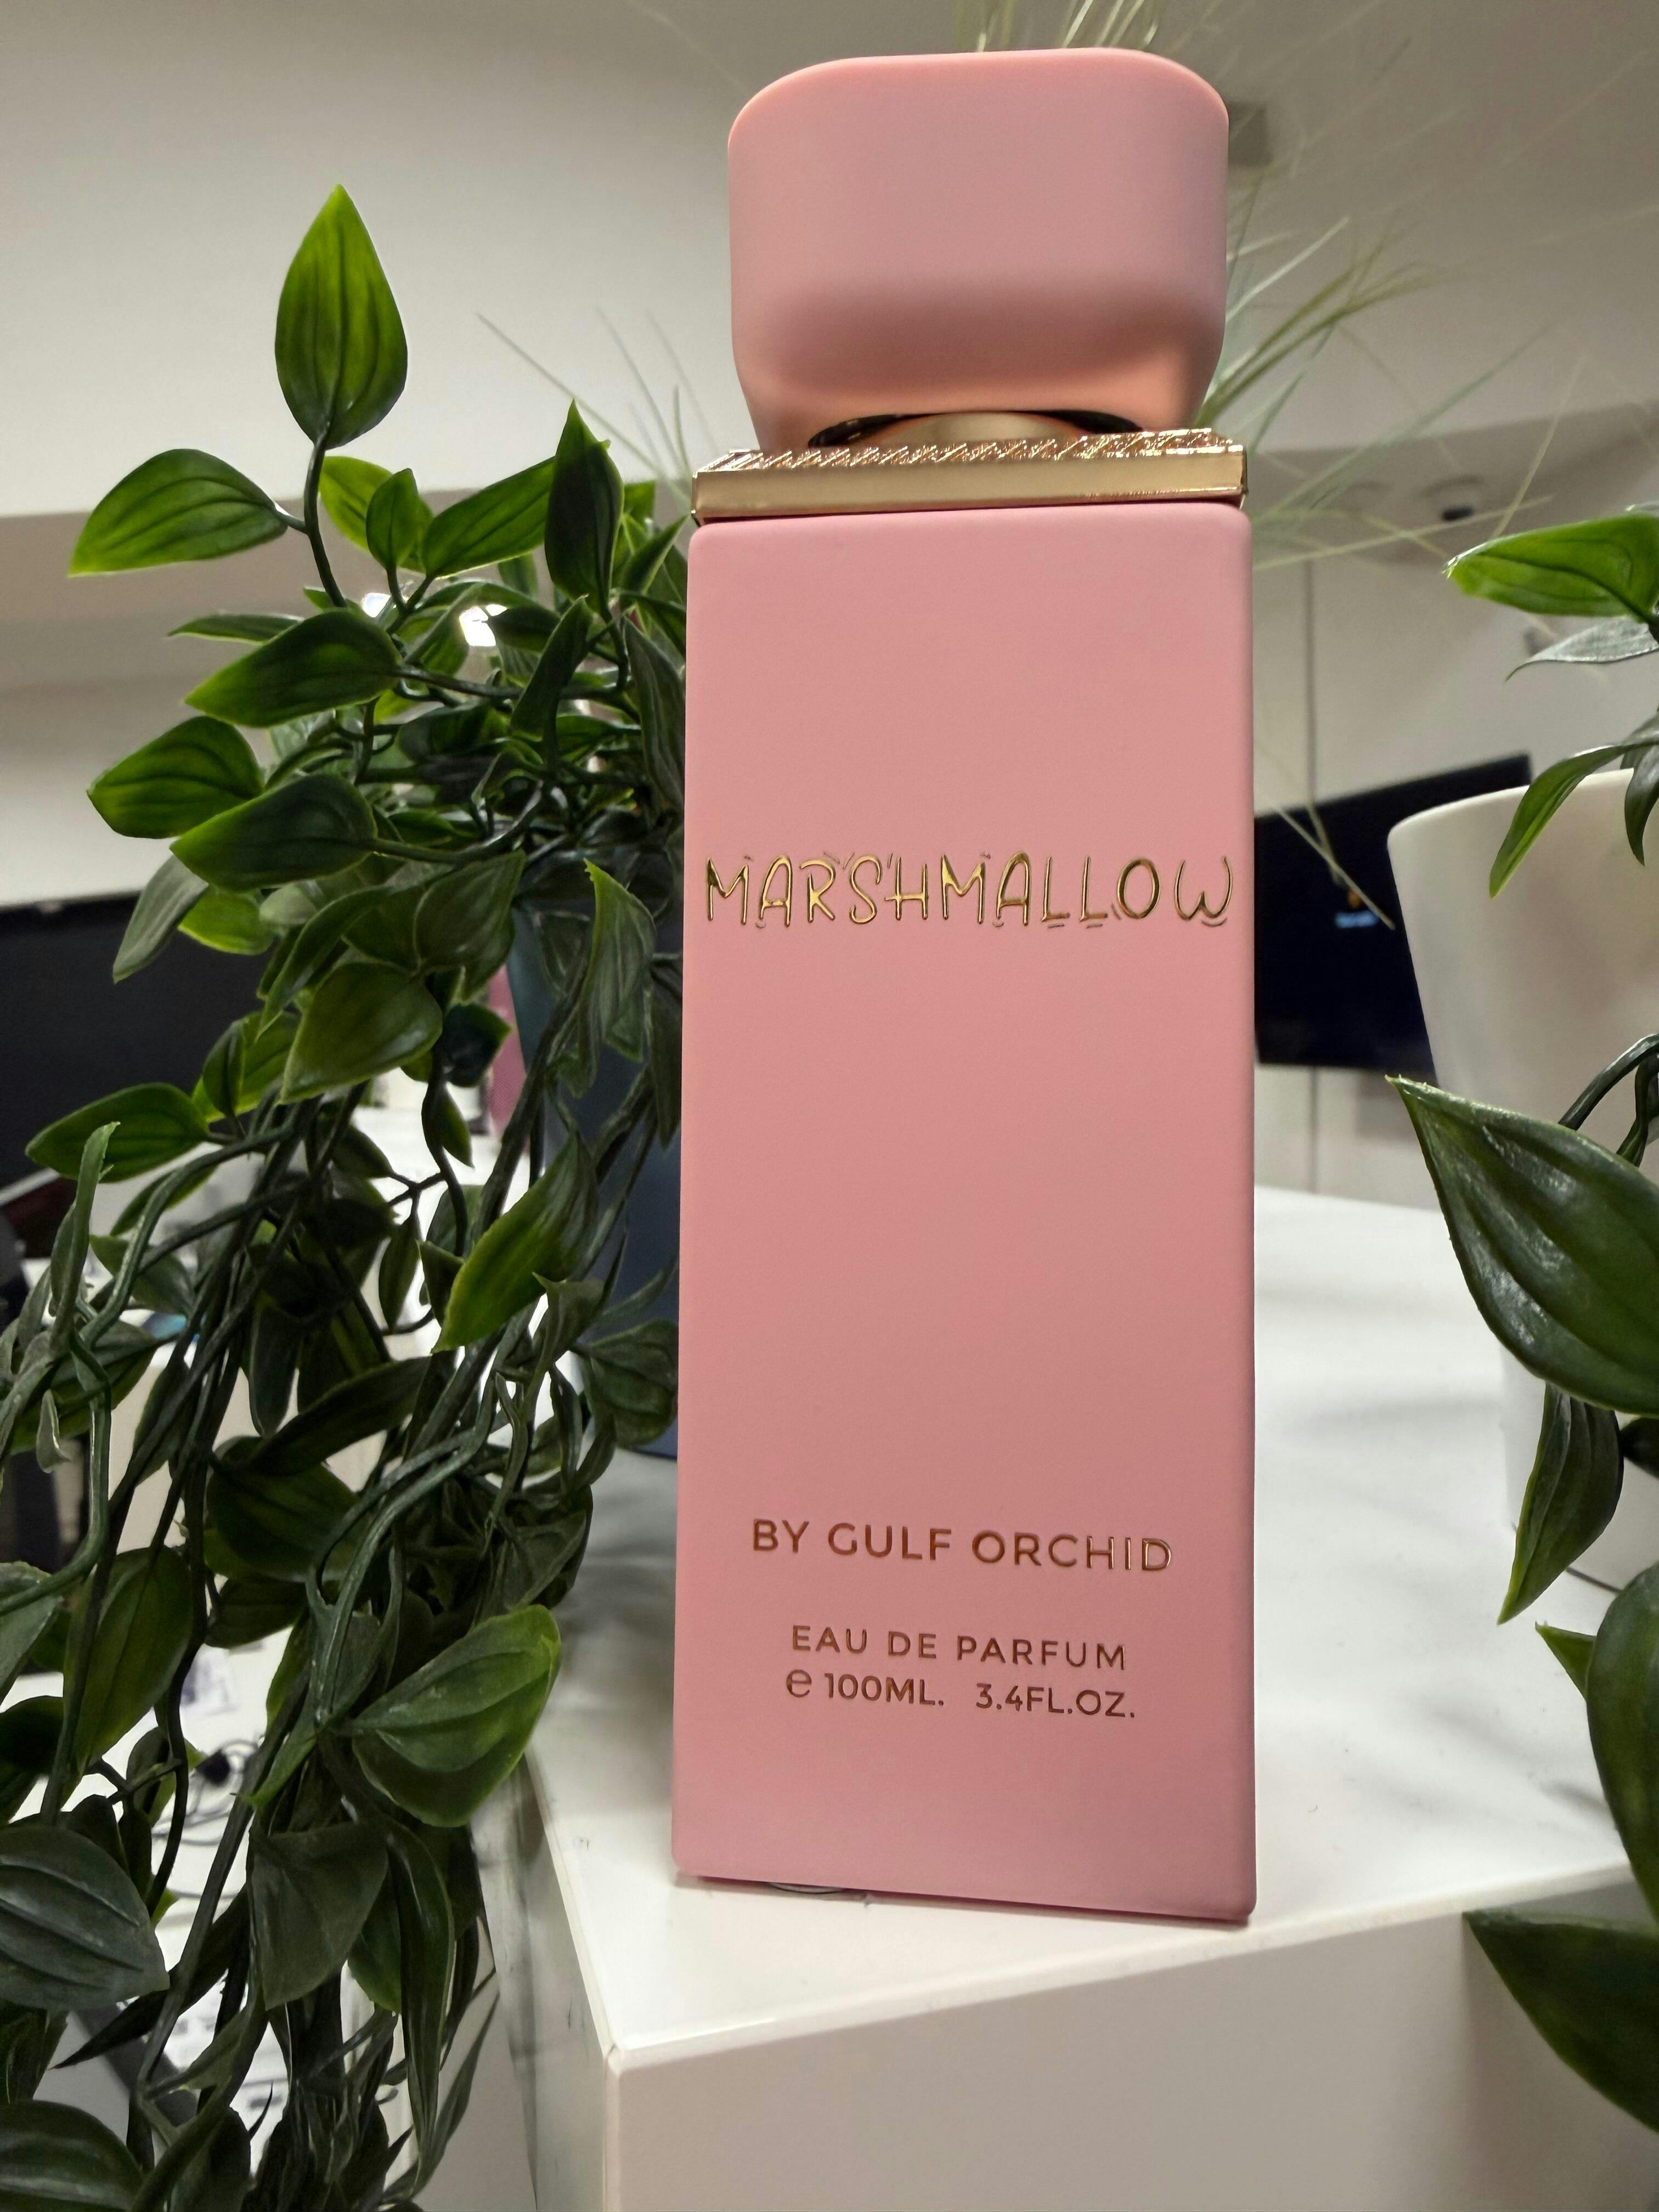 MARSHMALLOW
BY GULF ORCHID
EAU DE PARFUM
℮ 100ML. 3.4FL.OZ.